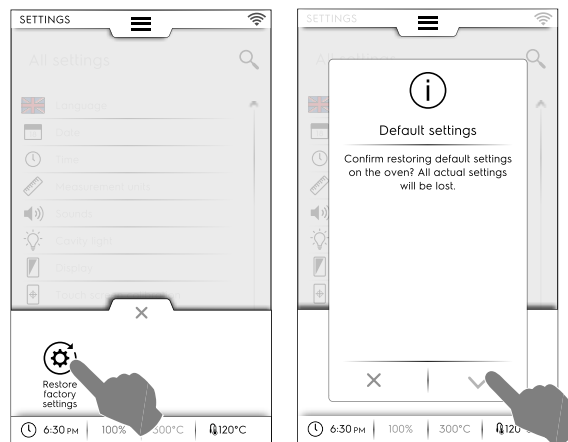 SETTINGS
All settings
Language
Date
Time
Measurement units
Sounds
Cavity light
Display
Restore
factory
settings
6:30 PM 100% 300°C 120°C
SETTINGS
Default settings
Confirm restoring default settings
on the oven? All actual settings
will be lost.
6:30 PM 100% 300°C 120